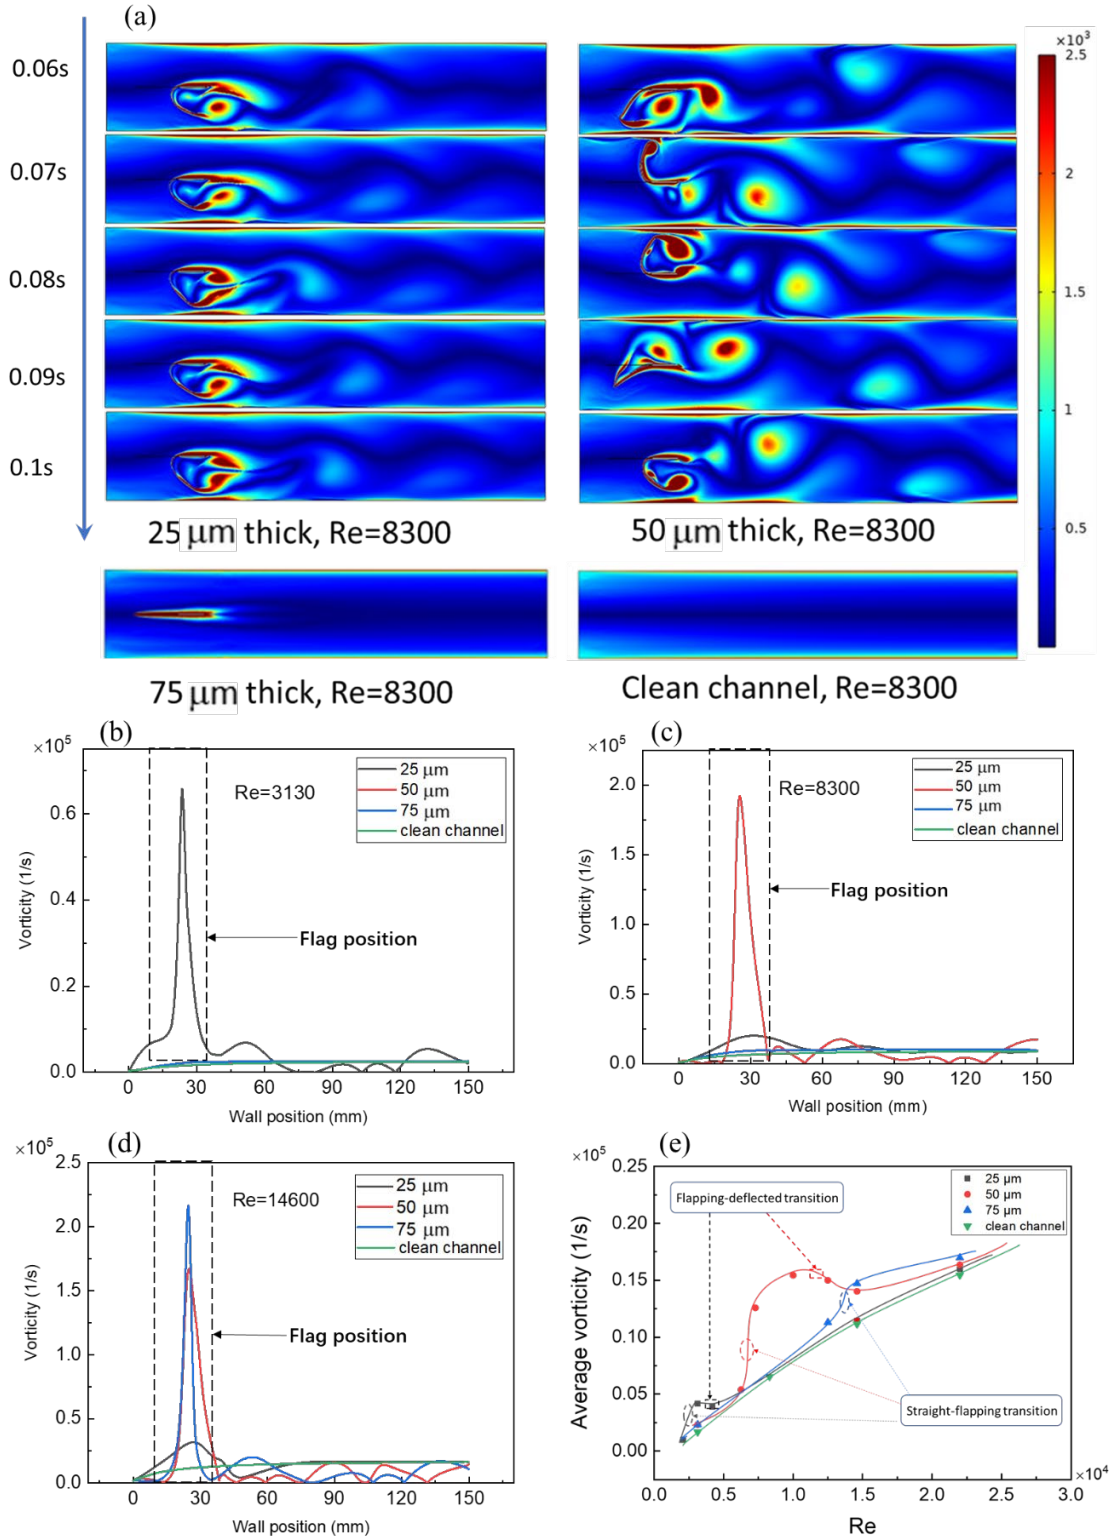 (a)
×10³
2.5
2
1.5
1
0.5
0.06s
0.07s
0.08s
0.09s
0.1s
25 μm thick, Re=8300
50 μm thick, Re=8300
75 μm thick, Re=8300
Clean channel, Re=8300
(b)
×10⁵
Re=3130
25 μm
50 μm
75 μm
clean channel
Flag position
Vorticity (1/s)
0.6
0.4
0.2
0.0
0
30
60
90
120
150
Wall position (mm)
(c)
×10⁵
Re=8300
25 μm
50 μm
75 μm
clean channel
Flag position
Vorticity (1/s)
2.0
1.5
1.0
0.5
0.0
0
30
60
90
120
150
Wall position (mm)
(d)
×10⁵
Re=14600
25 μm
50 μm
75 μm
clean channel
Flag position
Vorticity (1/s)
2.5
2.0
1.5
1.0
0.5
0.0
0
30
60
90
120
150
Wall position (mm)
(e)
×10⁵
Flapping-deflected transition
25 μm
50 μm
75 μm
clean channel
Straight-flapping transition
Average vorticity (1/s)
0.25
0.20
0.15
0.10
0.05
0.00
0.0
0.5
1.0
1.5
2.0
2.5
3.0
×10⁴
Re